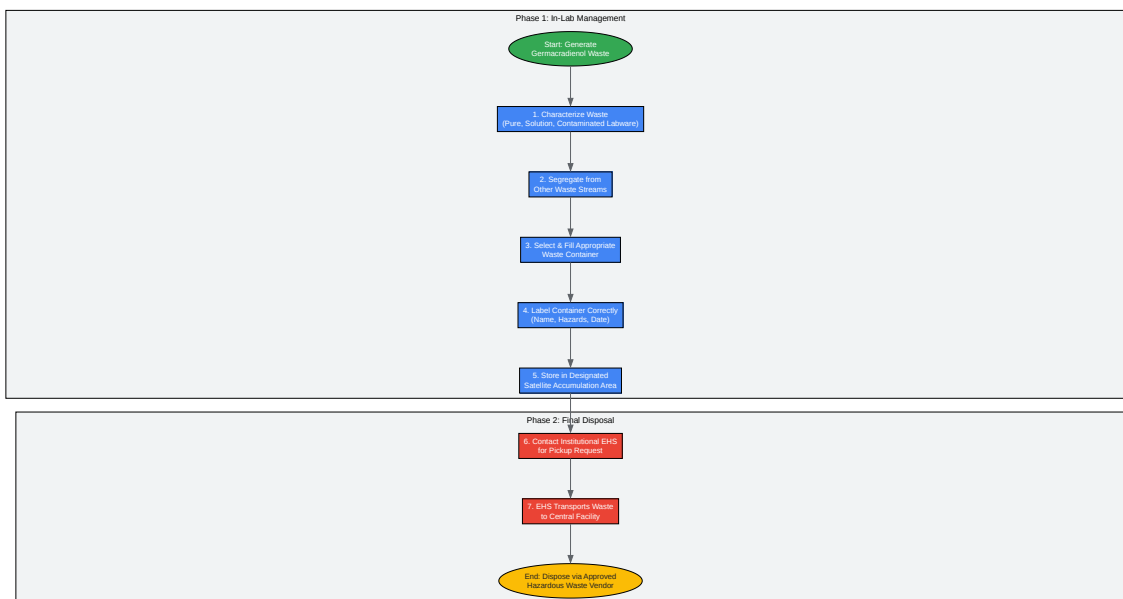 Phase 1: In-Lab Management
Start: Generate
Germacradienol Waste
1. Characterize Waste
(Pure, Solution, Contaminated Labware)
2. Segregate from
Other Waste Streams
3. Select & Fill Appropriate
Waste Container
4. Label Container Correctly
(Name, Hazards, Date)
5. Store in Designated
Satellite Accumulation Area
Phase 2: Final Disposal
6. Contact Institutional EHS
for Pickup Request
7. EHS Transports Waste
to Central Facility
End: Dispose via Approved
Hazardous Waste Vendor